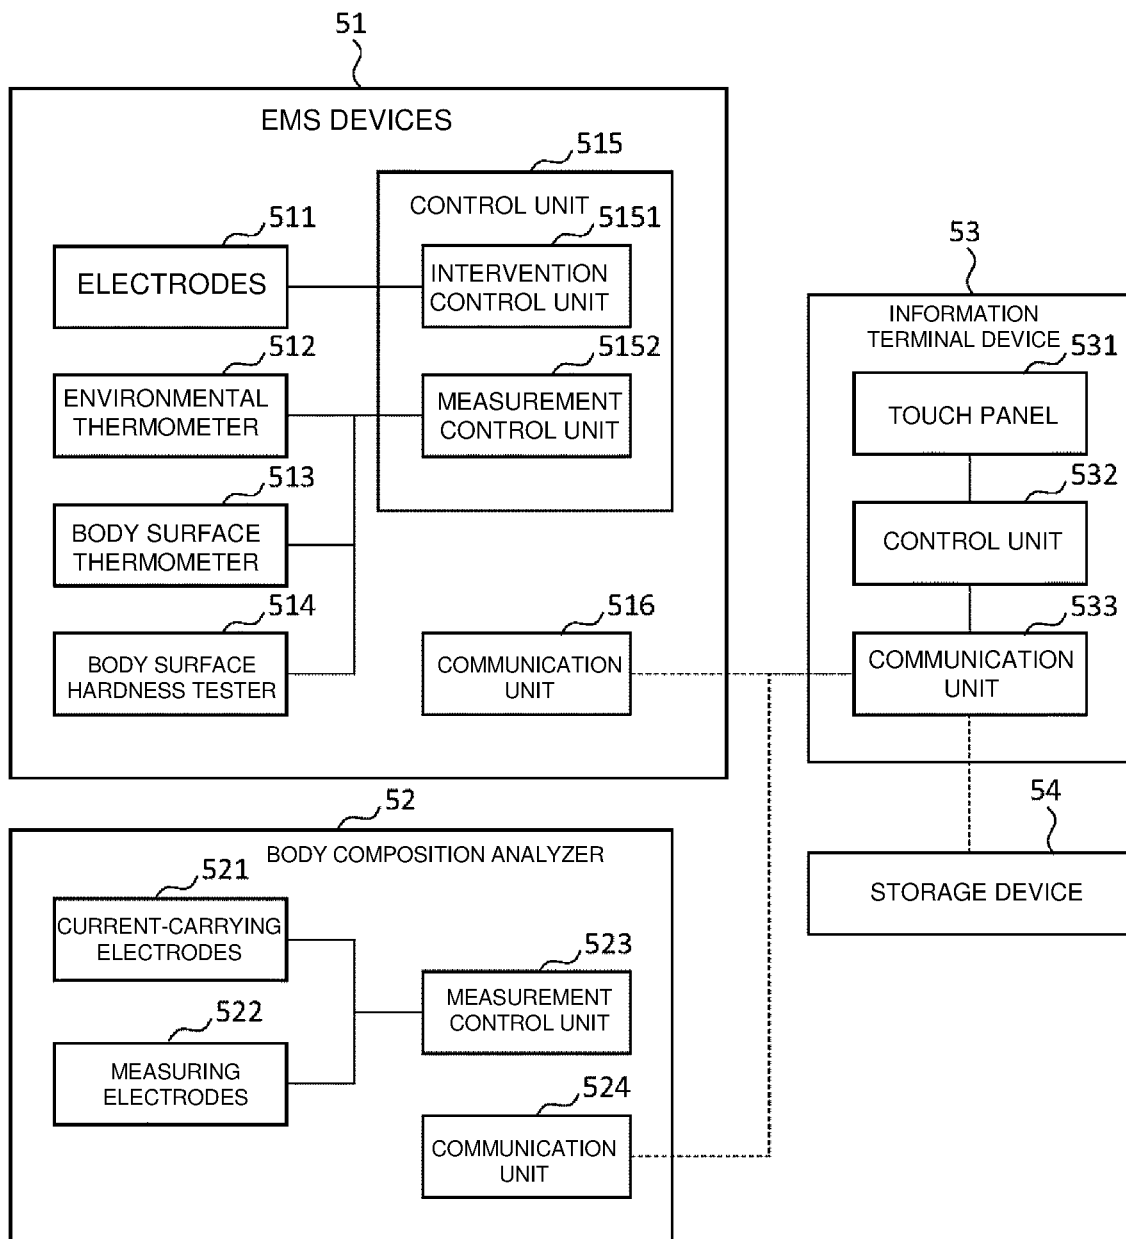 51
EMS DEVICES
515
CONTROL UNIT
511
ELECTRODES
5151
INTERVENTION
CONTROL UNIT
512
ENVIRONMENTAL
THERMOMETER
5152
MEASUREMENT
CONTROL UNIT
513
BODY SURFACE
THERMOMETER
514
BODY SURFACE
HARDNESS TESTER
516
COMMUNICATION
UNIT
53
INFORMATION
TERMINAL DEVICE
531
TOUCH PANEL
532
CONTROL UNIT
533
COMMUNICATION
UNIT
54
STORAGE DEVICE
52
BODY COMPOSITION ANALYZER
521
CURRENT-CARRYING
ELECTRODES
522
MEASURING
ELECTRODES
523
MEASUREMENT
CONTROL UNIT
524
COMMUNICATION
UNIT